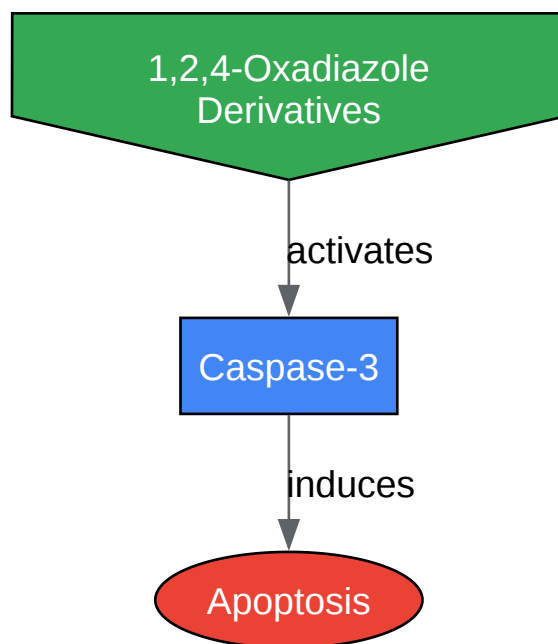 1,2,4-Oxadiazole
Derivatives
activates
Caspase-3
induces
Apoptosis